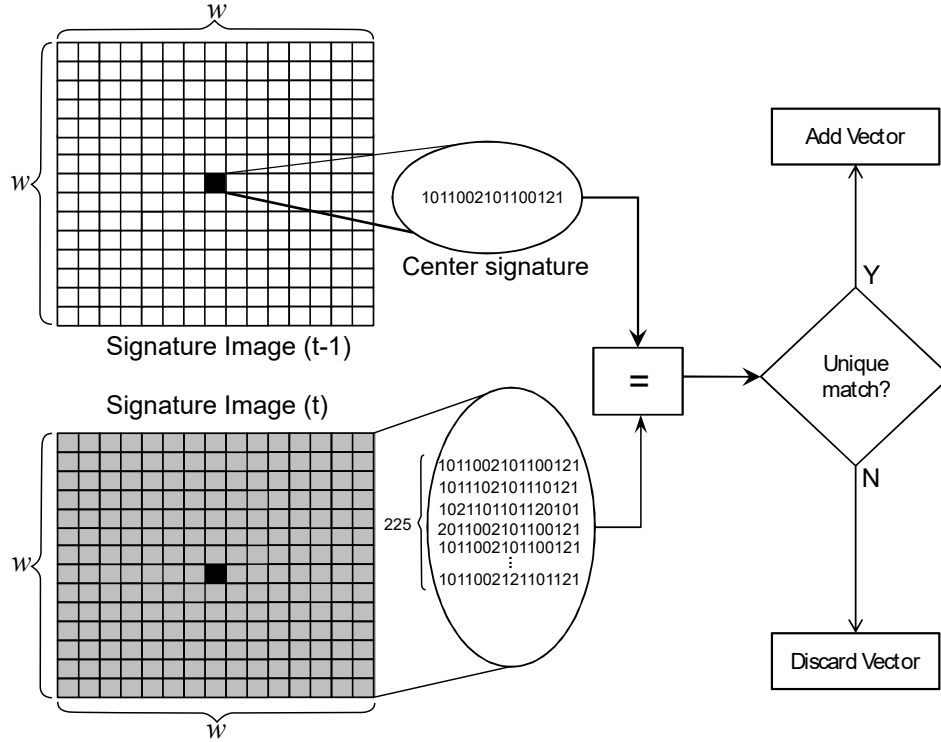 w
w
1011002101100121
Center signature
Signature Image (t-1)
Signature Image (t)
w
w
225
1011002101100121
1011102101110121
1021101101120101
2011002101100121
1011002101100121
⋮
1011002121101121
=
Add Vector
Y
Unique
match?
N
Discard Vector